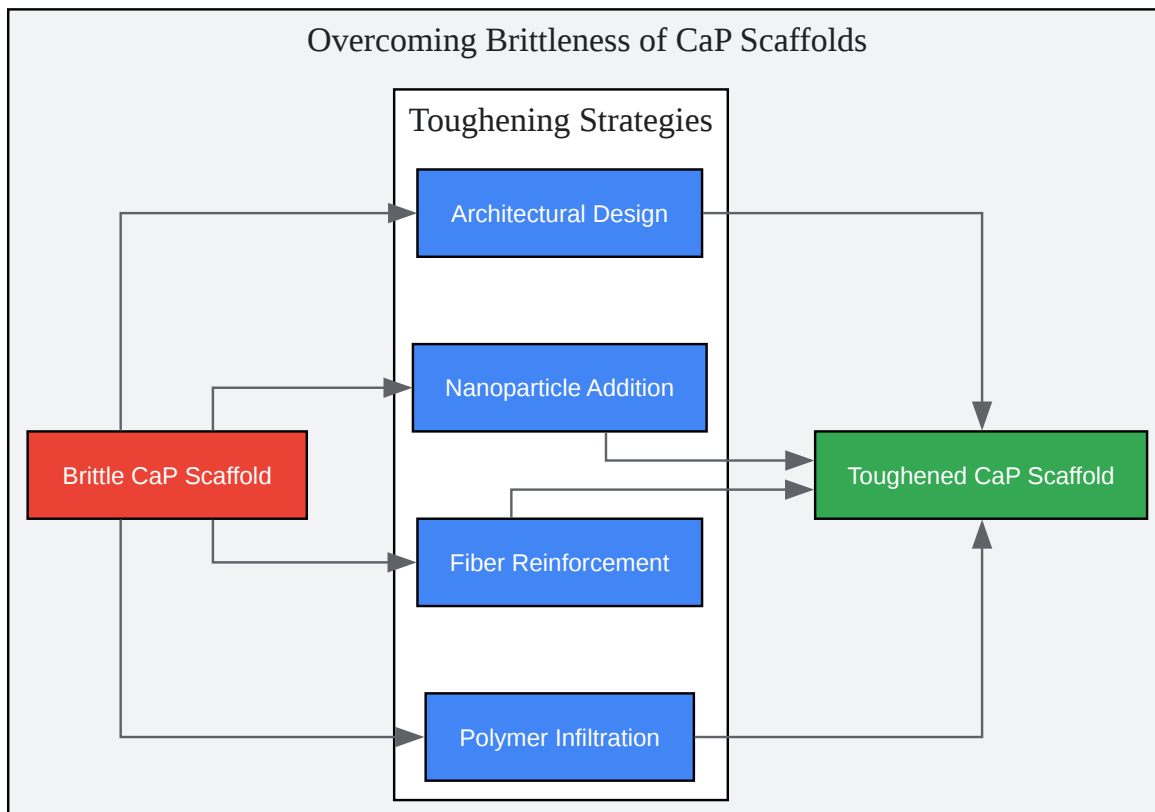 Overcoming Brittleness of CaP Scaffolds
Toughening Strategies
Architectural Design
Nanoparticle Addition
Brittle CaP Scaffold
Toughened CaP Scaffold
Fiber Reinforcement
Polymer Infiltration